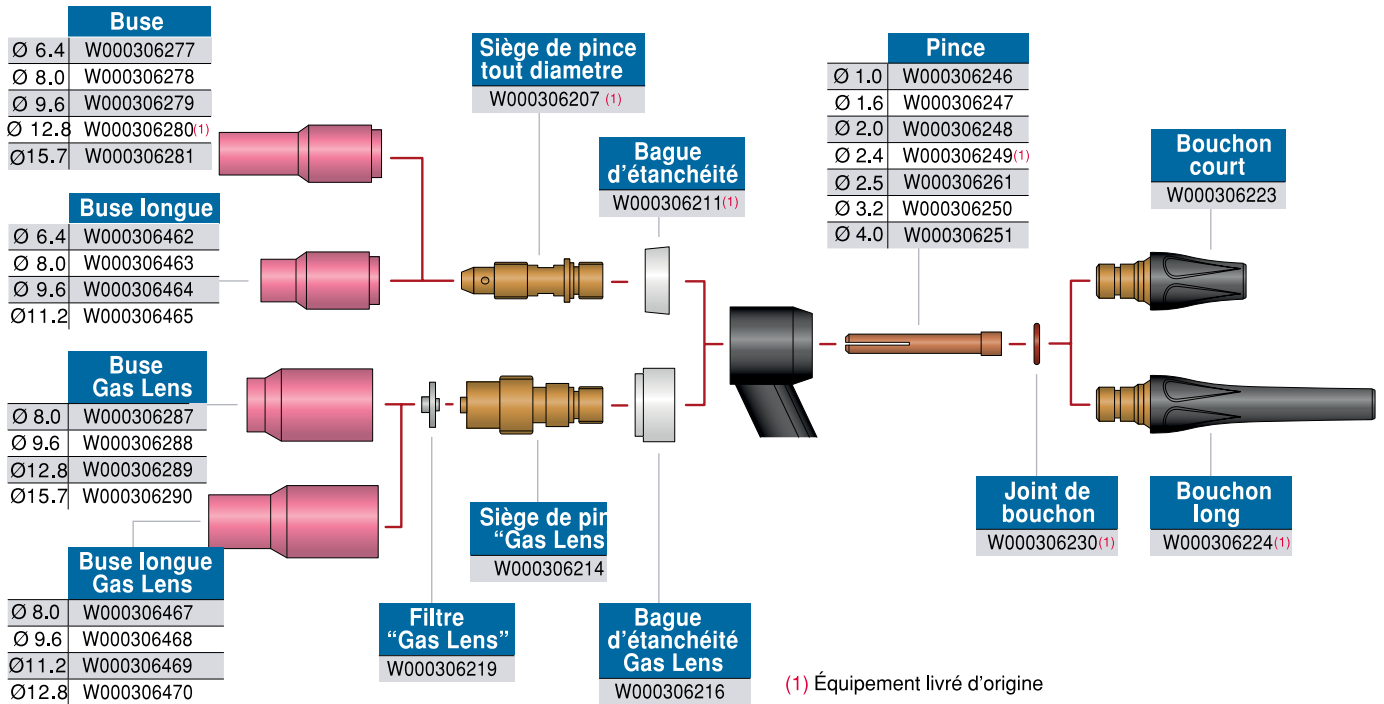 Buse
Ø 6.4 W000306277
Ø 8.0 W000306278
Ø 9.6 W000306279
Ø 12.8 W000306280(1)
Ø15.7 W000306281
Buse longue
Ø 6.4 W000306462
Ø 8.0 W000306463
Ø 9.6 W000306464
Ø11.2 W000306465
Buse
Gas Lens
Ø 8.0 W000306287
Ø 9.6 W000306288
Ø12.8 W000306289
Ø15.7 W000306290
Buse longue
Gas Lens
Ø 8.0 W000306467
Ø 9.6 W000306468
Ø11.2 W000306469
Ø12.8 W000306470
Siège de pince
tout diametre
W000306207 (1)
Bague
d’étanchéité
W000306211(1)
Siège de pin
“Gas Lens
W000306214
Filtre
“Gas Lens”
W000306219
Bague
d’étanchéité
Gas Lens
W000306216
Pince
Ø 1.0 W000306246
Ø 1.6 W000306247
Ø 2.0 W000306248
Ø 2.4 W000306249(1)
Ø 2.5 W000306261
Ø 3.2 W000306250
Ø 4.0 W000306251
Bouchon
court
W000306223
Joint de
bouchon
W000306230(1)
Bouchon
long
W000306224(1)
(1) Équipement livré d’origine